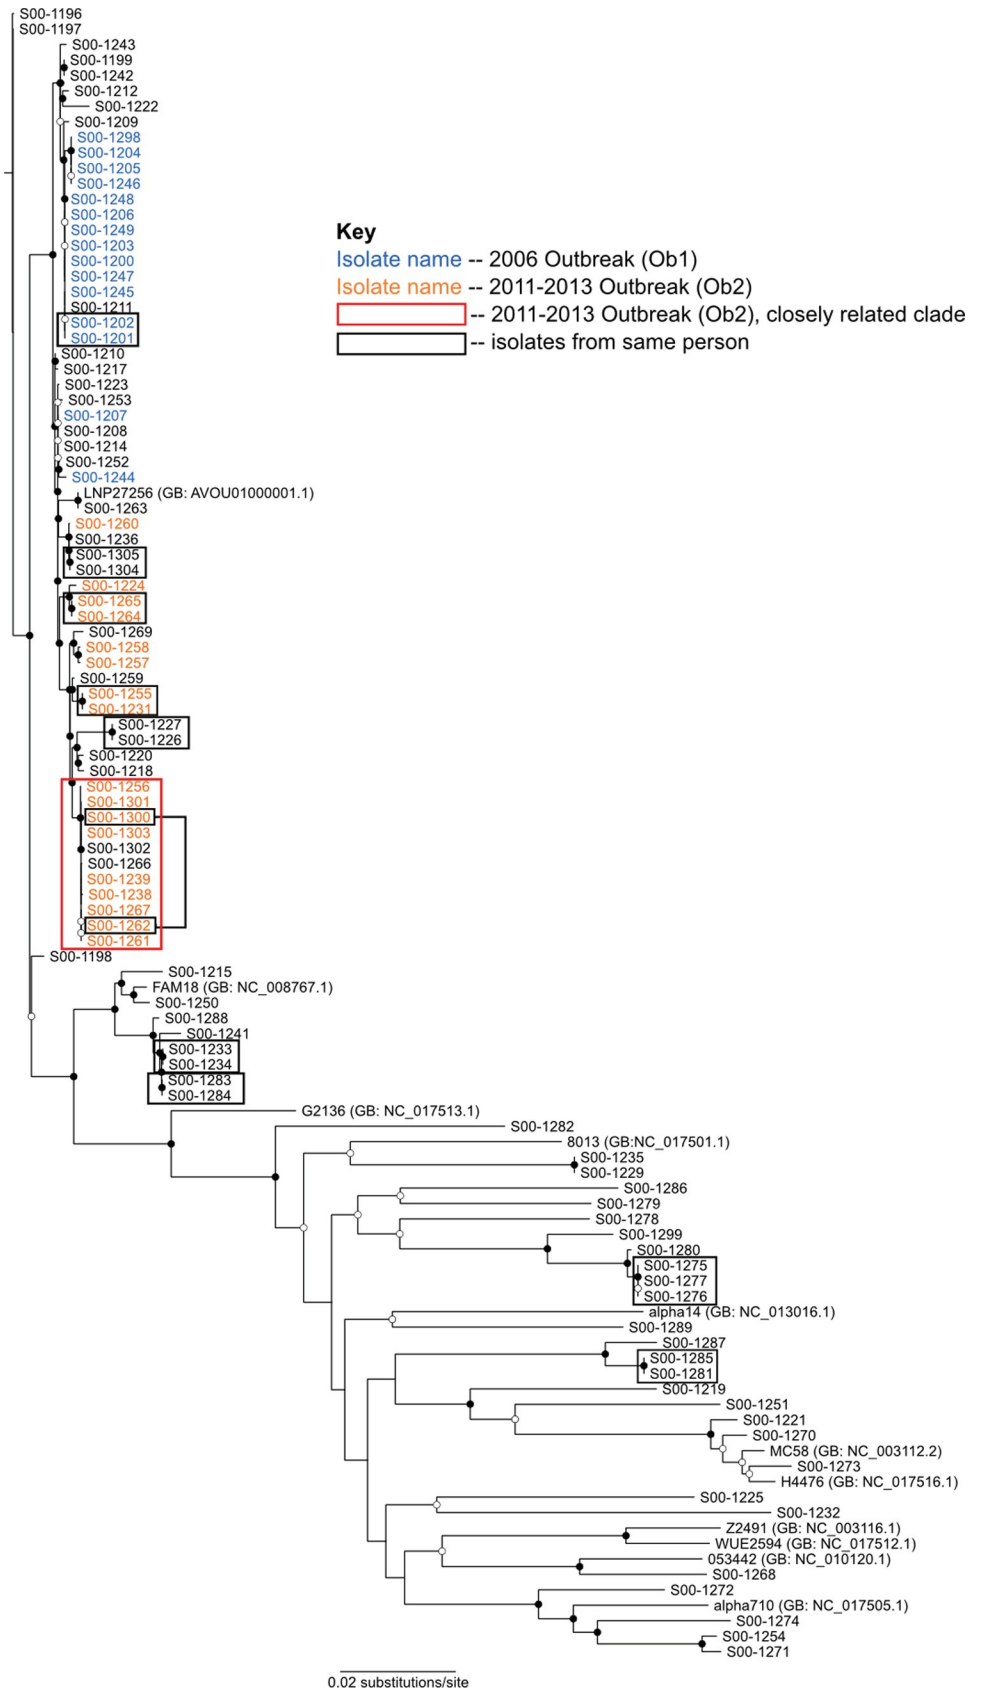 S00-1196
S00-1197
S00-1243
S00-1199
S00-1242
S00-1212
S00-1222
S00-1209
S00-1298
S00-1204
S00-1205
S00-1246
S00-1248
S00-1206
S00-1249
S00-1203
S00-1200
S00-1247
S00-1245
S00-1211
S00-1202
S00-1201
S00-1210
S00-1217
S00-1223
S00-1253
S00-1207
S00-1208
S00-1214
S00-1252
S00-1244
LNP27256 (GB: AVOU01000001.1)
S00-1263
S00-1260
S00-1236
S00-1305
S00-1304
S00-1224
S00-1265
S00-1264
S00-1269
S00-1258
S00-1257
S00-1259
S00-1255
S00-1231
S00-1227
S00-1226
S00-1220
S00-1218
S00-1256
S00-1301
S00-1300
S00-1303
S00-1302
S00-1266
S00-1239
S00-1238
S00-1267
S00-1262
S00-1261
S00-1198
S00-1215
FAM18 (GB: NC_008767.1)
S00-1250
S00-1288
S00-1241
S00-1233
S00-1234
S00-1283
S00-1284
G2136 (GB: NC_017513.1)
S00-1282
8013 (GB:NC_017501.1)
S00-1235
S00-1229
S00-1286
S00-1279
S00-1278
S00-1299
S00-1280
S00-1275
S00-1277
S00-1276
alpha14 (GB: NC_013016.1)
S00-1289
S00-1287
S00-1285
S00-1281
S00-1219
S00-1251
S00-1221
S00-1270
MC58 (GB: NC_003112.2)
S00-1273
H4476 (GB: NC_017516.1)
S00-1225
S00-1232
Z2491 (GB: NC_003116.1)
WUE2594 (GB: NC_017512.1)
053442 (GB: NC_010120.1)
S00-1268
S00-1272
alpha710 (GB: NC_017505.1)
S00-1274
S00-1254
S00-1271
Key
Isolate name -- 2006 Outbreak (Ob1)
Isolate name -- 2011-2013 Outbreak (Ob2)
-- 2011-2013 Outbreak (Ob2), closely related clade
-- isolates from same person
0.02 substitutions/site